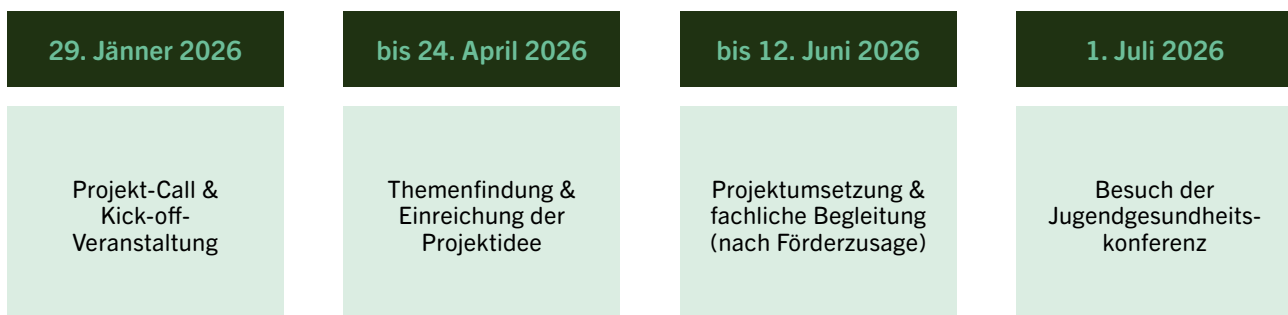 29. Jänner 2026
Projekt-Call &
Kick-off-
Veranstaltung
bis 24. April 2026
Themenfindung &
Einreichung der
Projektidee
bis 12. Juni 2026
Projektumsetzung &
fachliche Begleitung
(nach Förderzusage)
1. Juli 2026
Besuch der
Jugendgesundheits-
konferenz